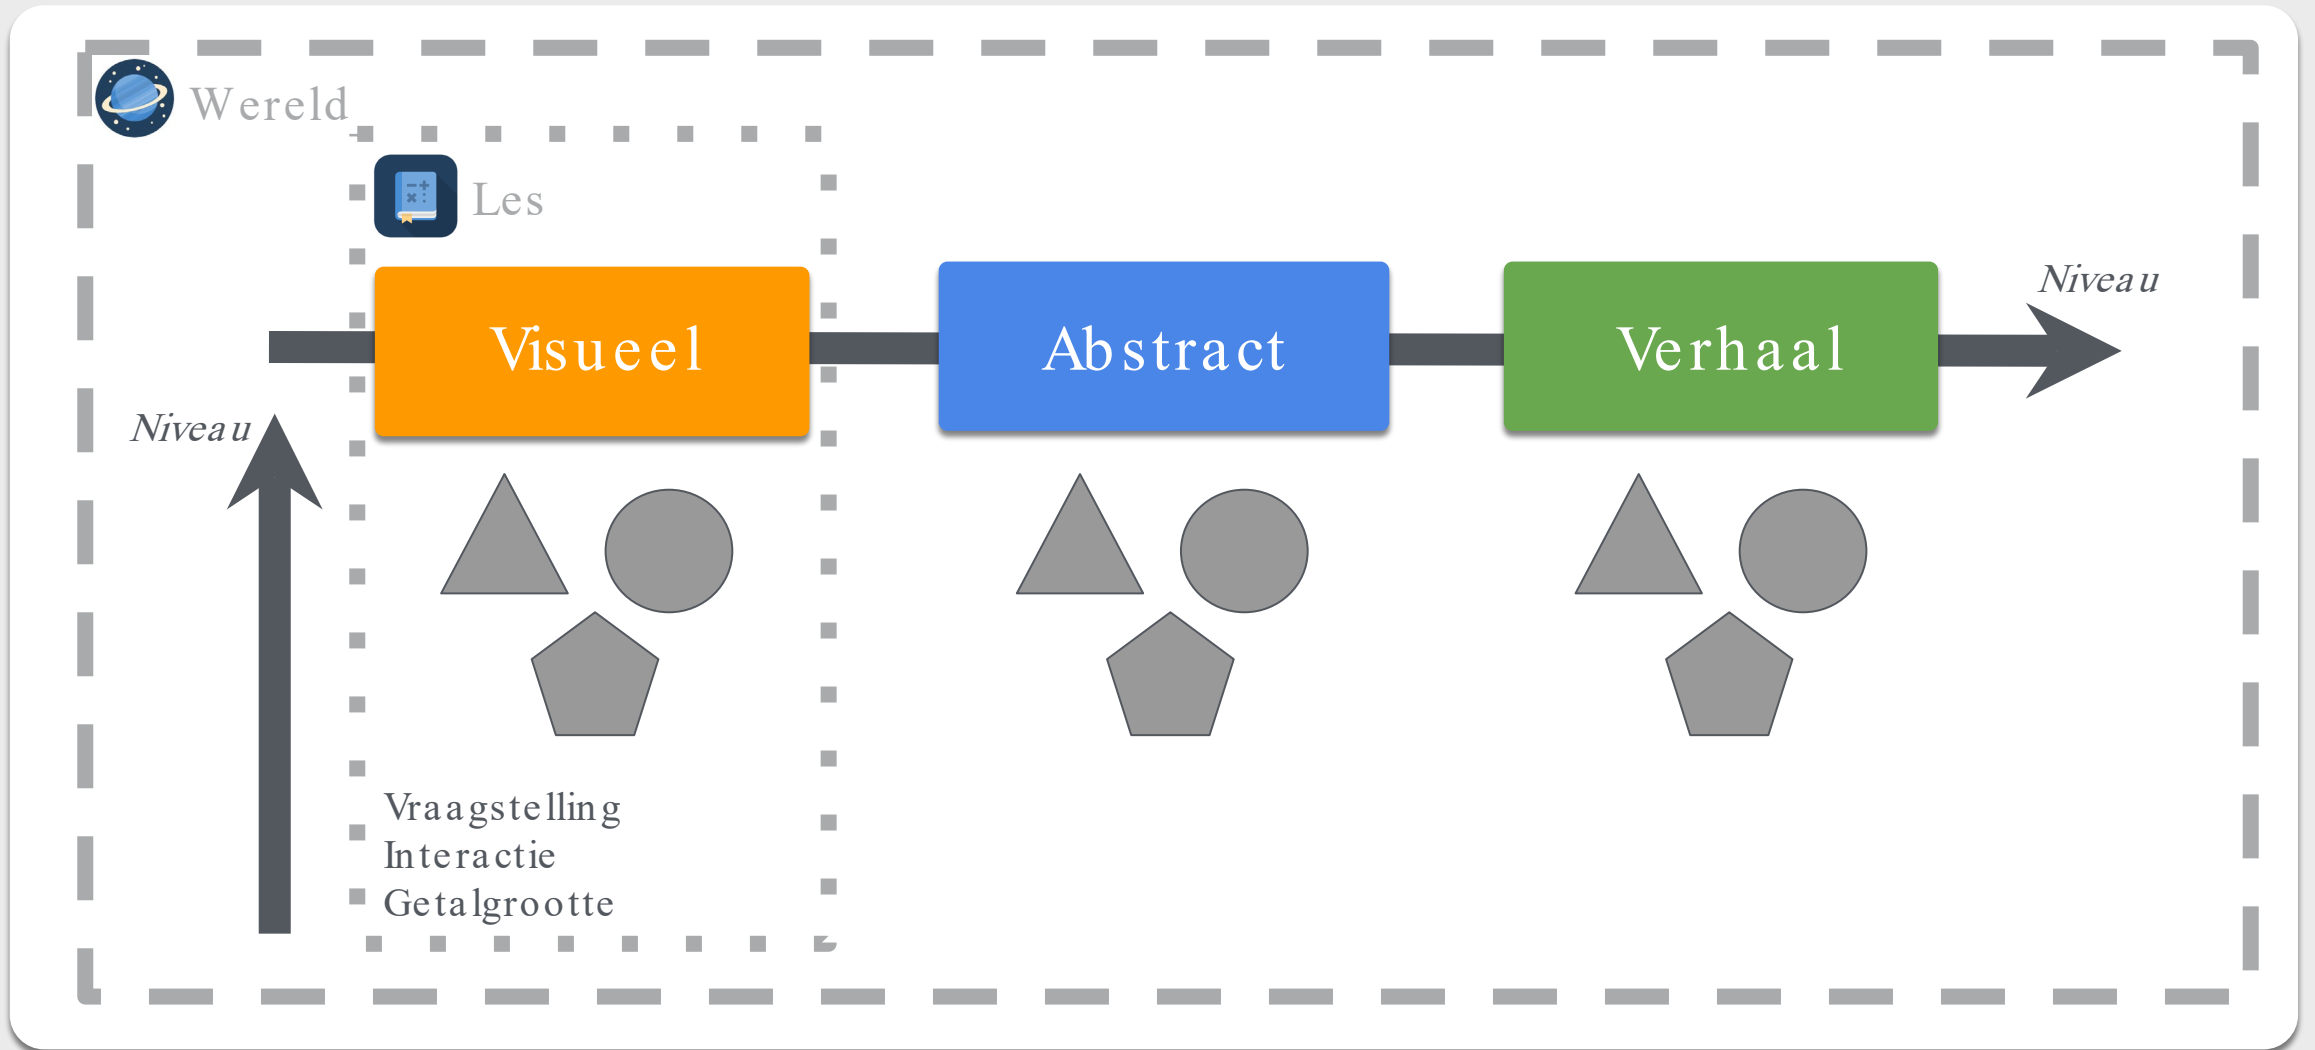 Wereld
Les
Niveau
Visueel
Abstract
Verhaal
Niveau
Vraagstelling
Interactie
Getalgrootte